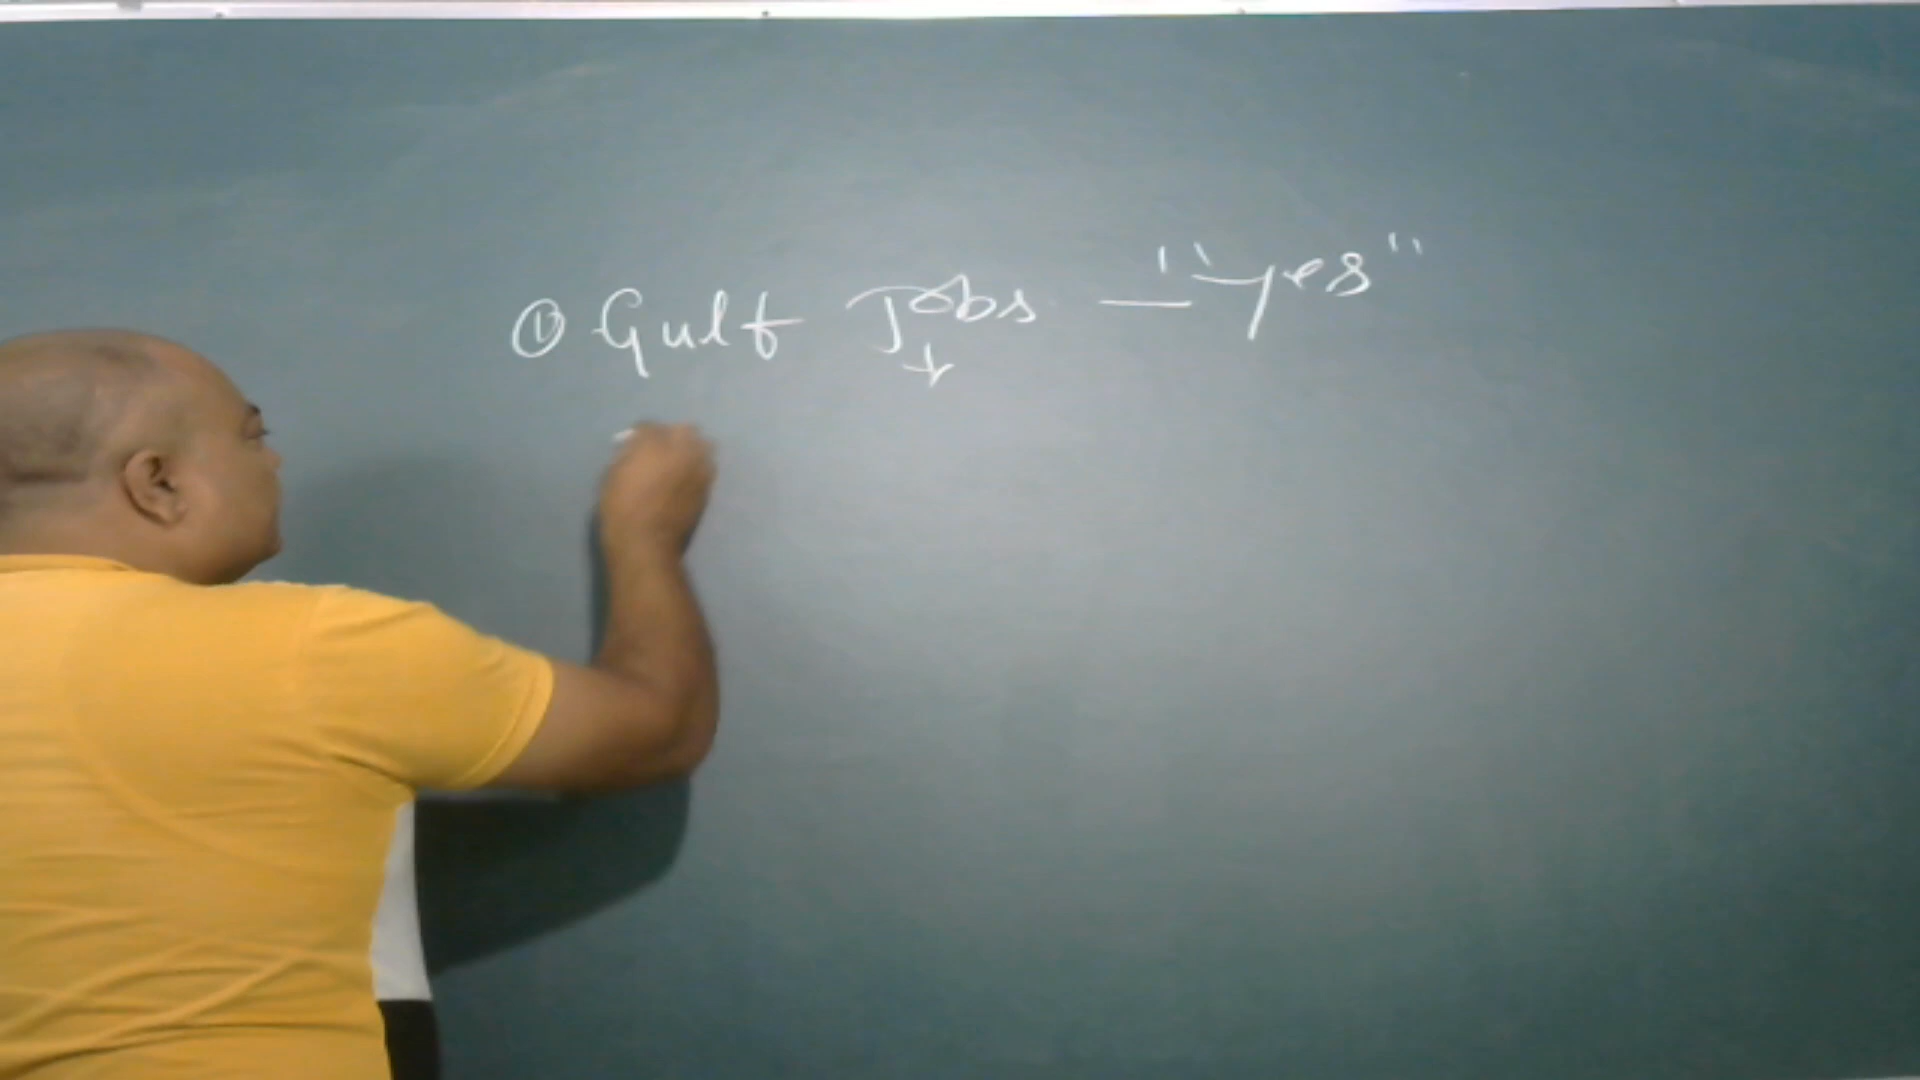 ① Gulf Jobs — "yes"
↓